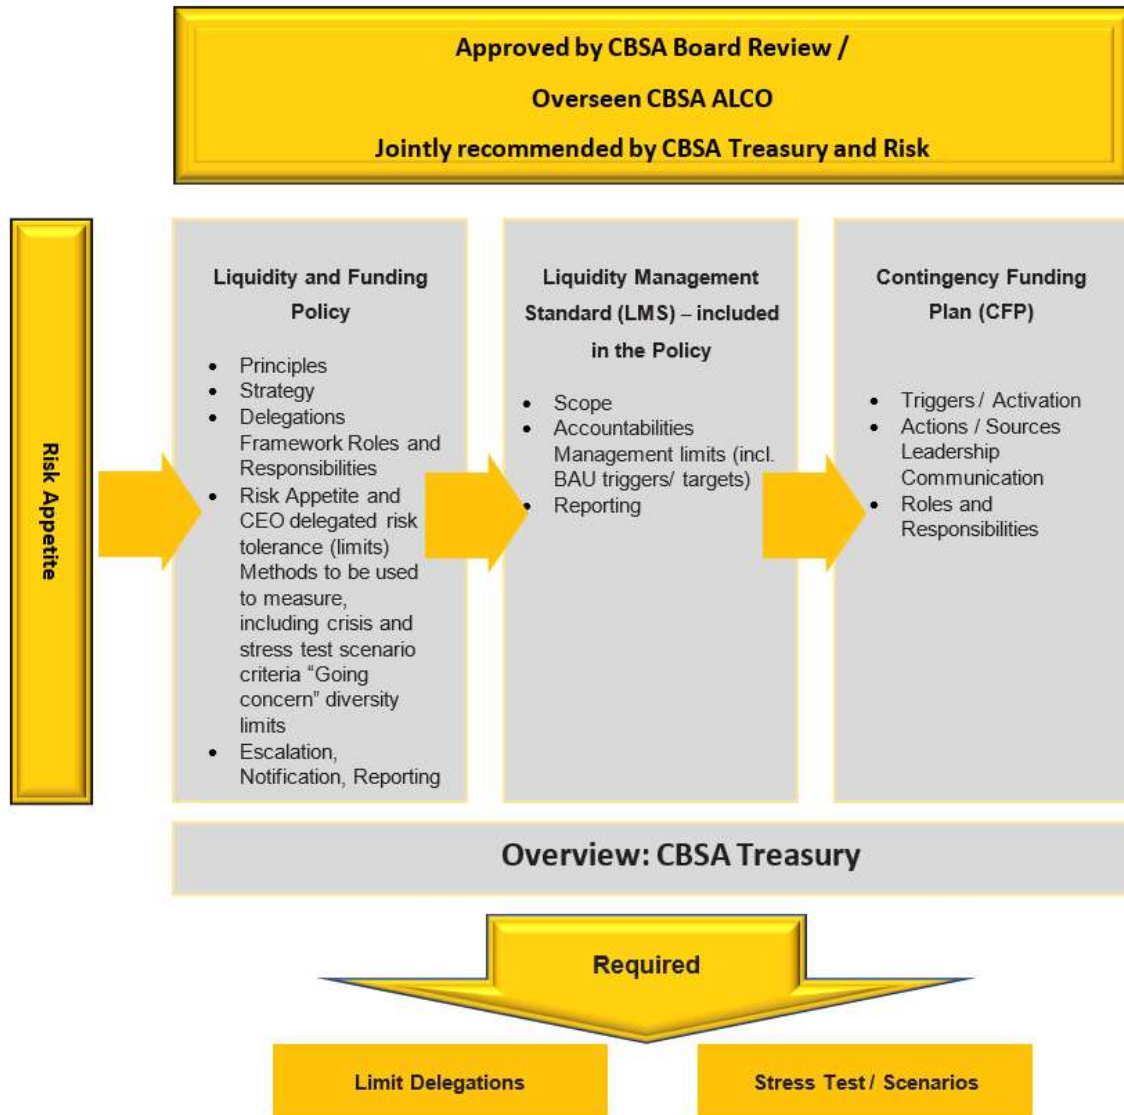 Approved by CBSA Board Review /
Overseen CBSA ALCO
Jointly recommended by CBSA Treasury and Risk
Risk Appetite
Liquidity and Funding
Policy
• Principles
• Strategy
• Delegations
Framework Roles and
Responsibilities
• Risk Appetite and
CEO delegated risk
tolerance (limits)
Methods to be used
to measure,
including crisis and
stress test scenario
criteria “Going
concern” diversity
limits
• Escalation,
Notification, Reporting
Liquidity Management
Standard (LMS) – included
in the Policy
• Scope
• Accountabilities
Management limits (incl.
BAU triggers/ targets)
• Reporting
Contingency Funding
Plan (CFP)
• Triggers / Activation
• Actions / Sources
Leadership
Communication
• Roles and
Responsibilities
Overview: CBSA Treasury
Required
Limit Delegations
Stress Test / Scenarios